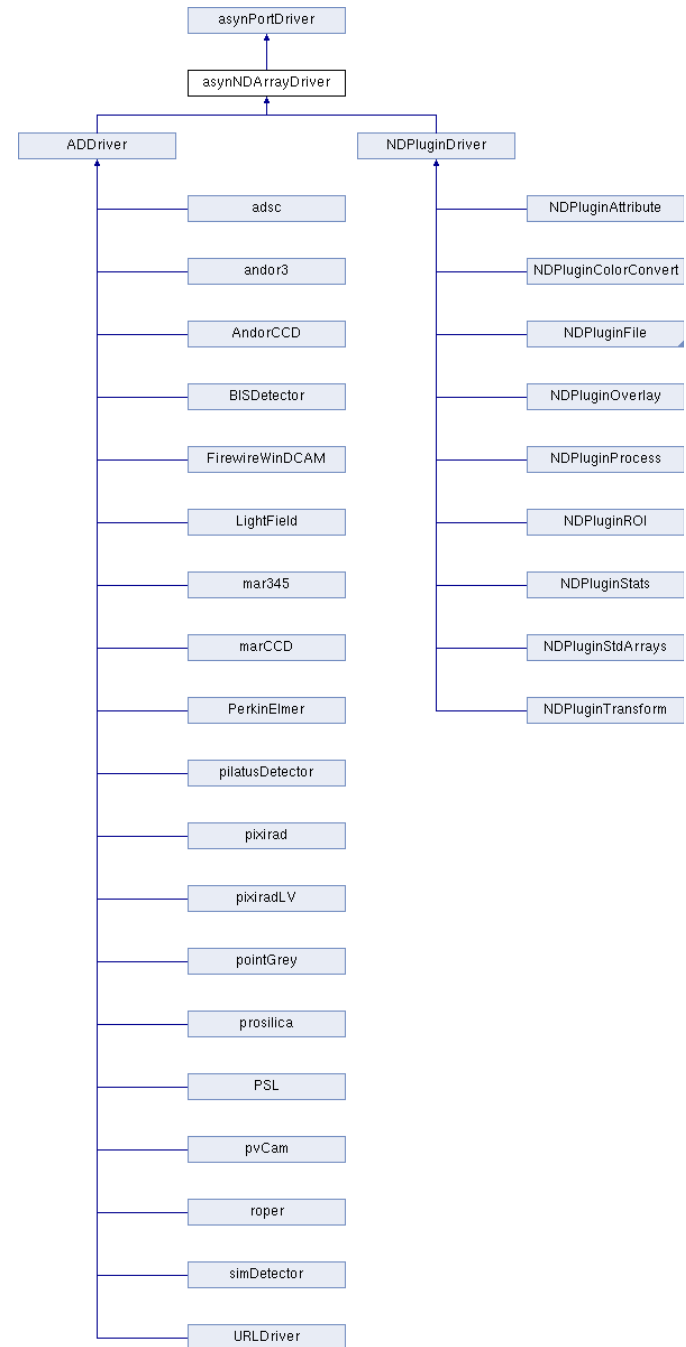 asynPortDriver
asynNDArrayDriver
ADDriver
NDPluginDriver
adsc
NDPluginAttribute
andor3
NDPluginColorConvert
AndorCCD
NDPluginFile
BISDetector
NDPluginOverlay
FirewireWinDCAM
NDPluginProcess
LightField
NDPluginROI
mar345
NDPluginStats
marCCD
NDPluginStdArrays
PerkinElmer
NDPluginTransform
pilatusDetector
pixirad
pixiradLV
pointGrey
prosilica
PSL
pvCam
roper
simDetector
URLDriver